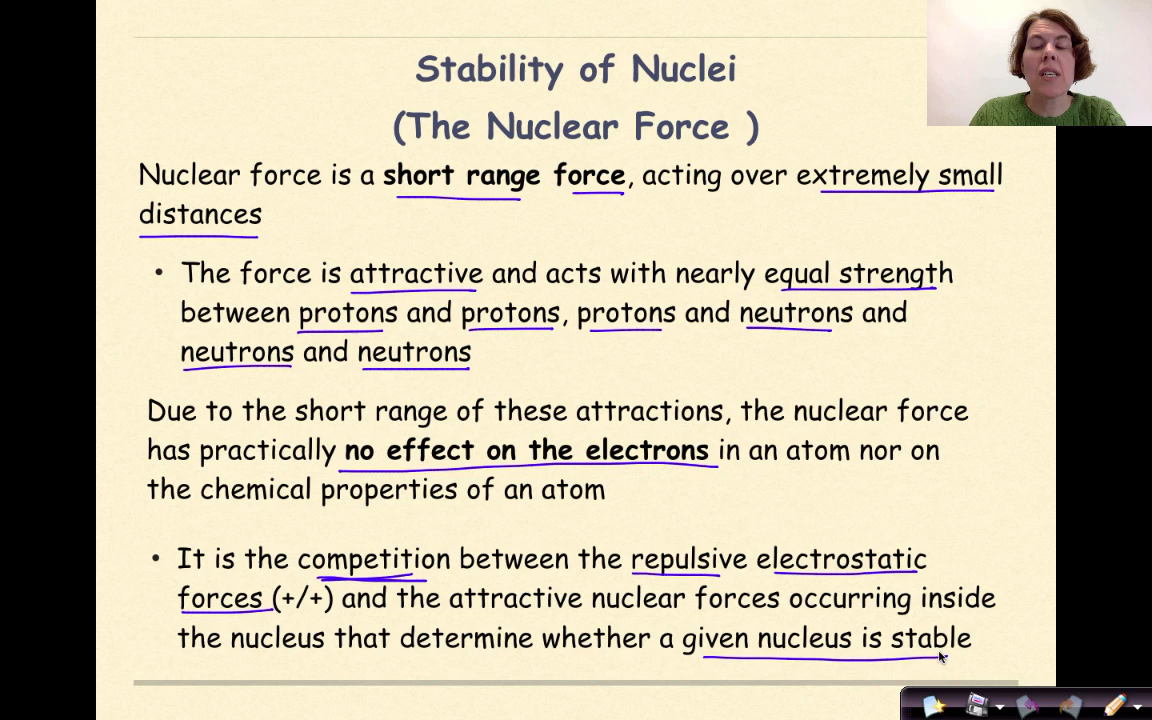 Stability of Nuclei
(The Nuclear Force )
Nuclear force is a short range force, acting over extremely small
distances
• The force is attractive and acts with nearly equal strength
between protons and protons, protons and neutrons and
neutrons and neutrons
Due to the short range of these attractions, the nuclear force
has practically no effect on the electrons in an atom nor on
the chemical properties of an atom
• It is the competition between the repulsive electrostatic
forces (+/+) and the attractive nuclear forces occurring inside
the nucleus that determine whether a given nucleus is stable